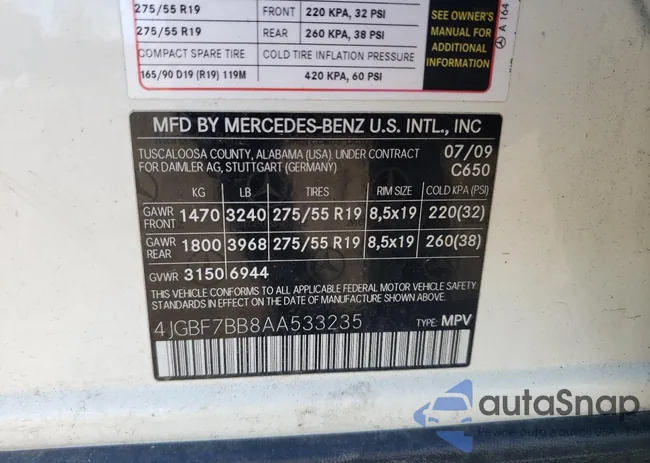 275/55 R19 FRONT 220 KPA, 32 PSI
275/55 R19 REAR 260 KPA, 38 PSI
COMPACT SPARE TIRE COLD TIRE INFLATION PRESSURE
165/90 D19 (R19) 119M 420 KPA, 60 PSI
SEE OWNER'S
MANUAL FOR
ADDITIONAL
INFORMATION
A 164
MFD BY MERCEDES-BENZ U.S. INTL., INC
TUSCALOOSA COUNTY, ALABAMA (USA). UNDER CONTRACT 07/09
FOR DAIMLER AG, STUTTGART (GERMANY) C650
KG LB TIRES RIM SIZE COLD KPA (PSI)
GAWR FRONT 1470 3240 275/55 R19 8,5x19 220(32)
GAWR REAR 1800 3968 275/55 R19 8,5x19 260(38)
GVWR 3150 6944
THIS VEHICLE CONFORMS TO ALL APPLICABLE FEDERAL MOTOR VEHICLE SAFETY
STANDARDS IN EFFECT ON THE DATE OF MANUFACTURE SHOWN ABOVE.
4JGBF7BB8AA533235 TYPE: MPV
autoSnap